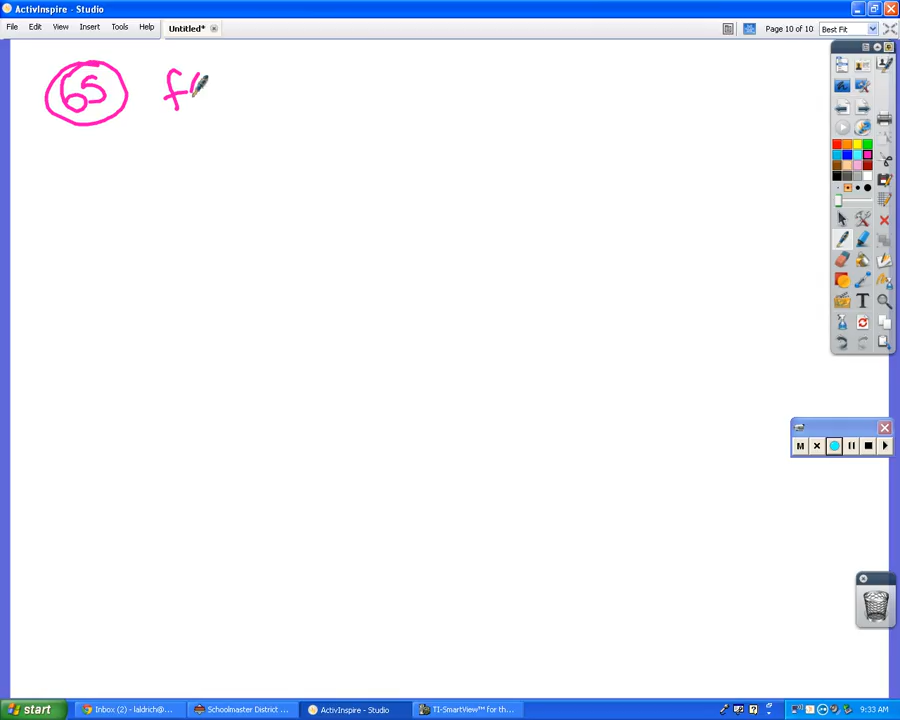 ActivInspire - Studio
File Edit View Insert Tools Help Untitled* Page 10 of 10 Best Fit
65 f(
T
M
start Inbox (2) - laldrich@... Schoolmaster District ... ActivInspire - Studio TI-SmartView™ for th... 9:33 AM